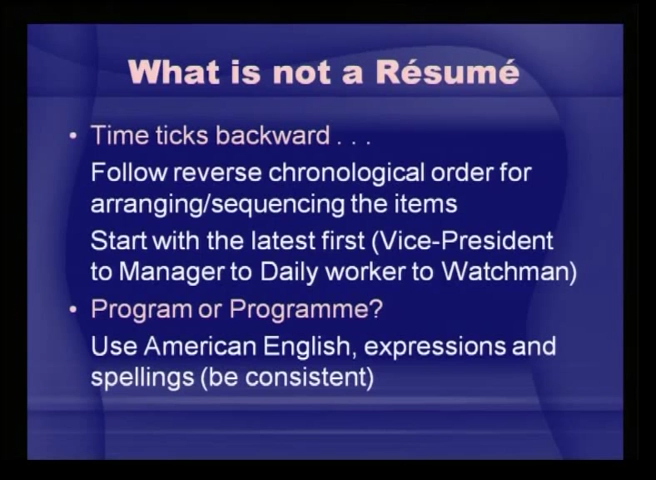 What is not a Résumé
• Time ticks backward . . .
Follow reverse chronological order for
arranging/sequencing the items
Start with the latest first (Vice-President
to Manager to Daily worker to Watchman)
• Program or Programme?
Use American English, expressions and
spellings (be consistent)